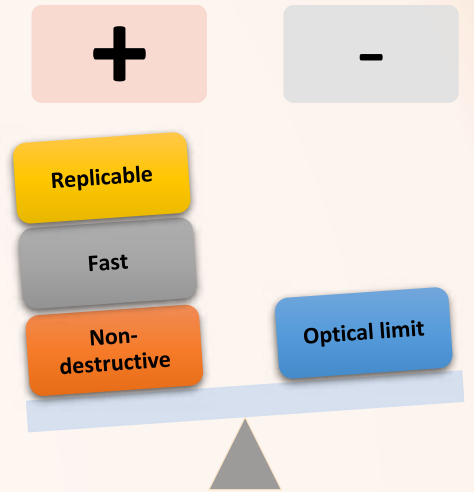 +
-
Replicable
Fast
Non-
destructive
Optical limit